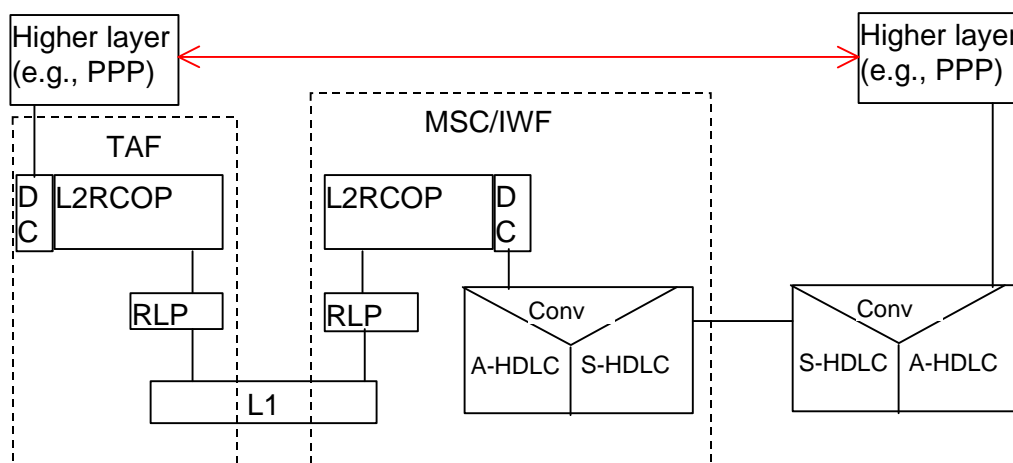 Higher layer
(e.g., PPP)
Higher layer
(e.g., PPP)
MSC/IWF
TAF
D
C
L2RCOP
L2RCOP
D
C
RLP
RLP
Conv
A-HDLC
S-HDLC
Conv
S-HDLC
A-HDLC
L1